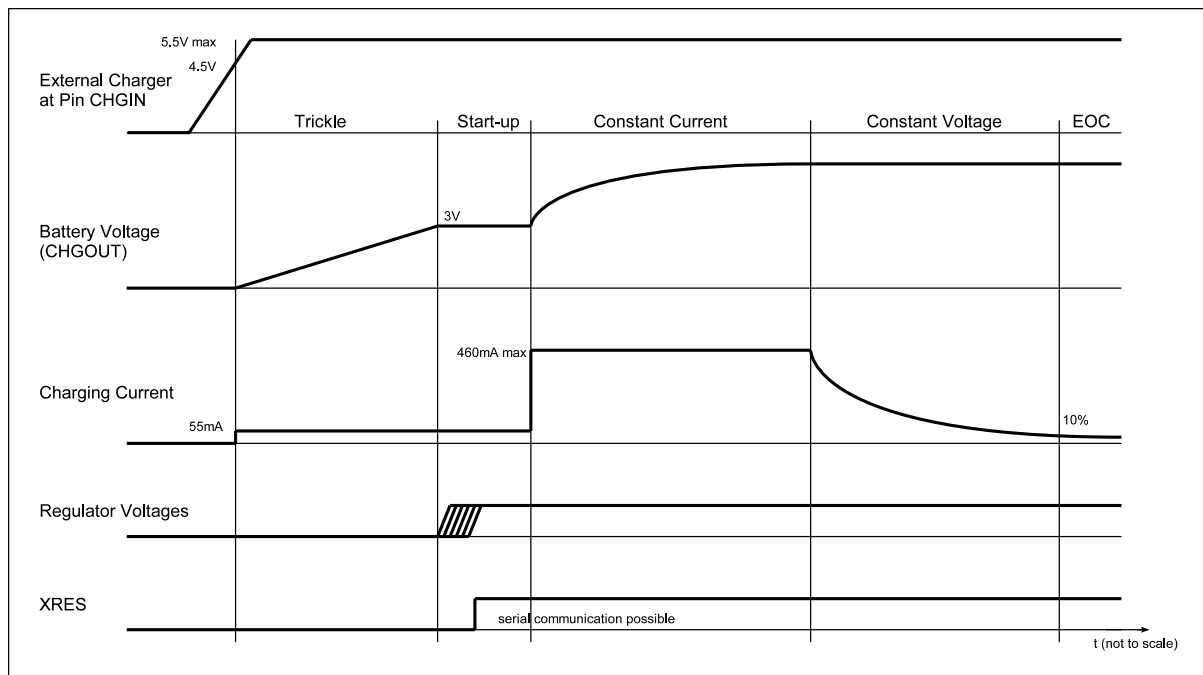 5.5V max
4.5V
External Charger
at Pin CHGIN
Trickle
Start-up
Constant Current
Constant Voltage
EOC
3V
Battery Voltage
(CHGOUT)
460mA max
Charging Current
55mA
10%
Regulator Voltages
XRES
serial communication possible
t (not to scale)